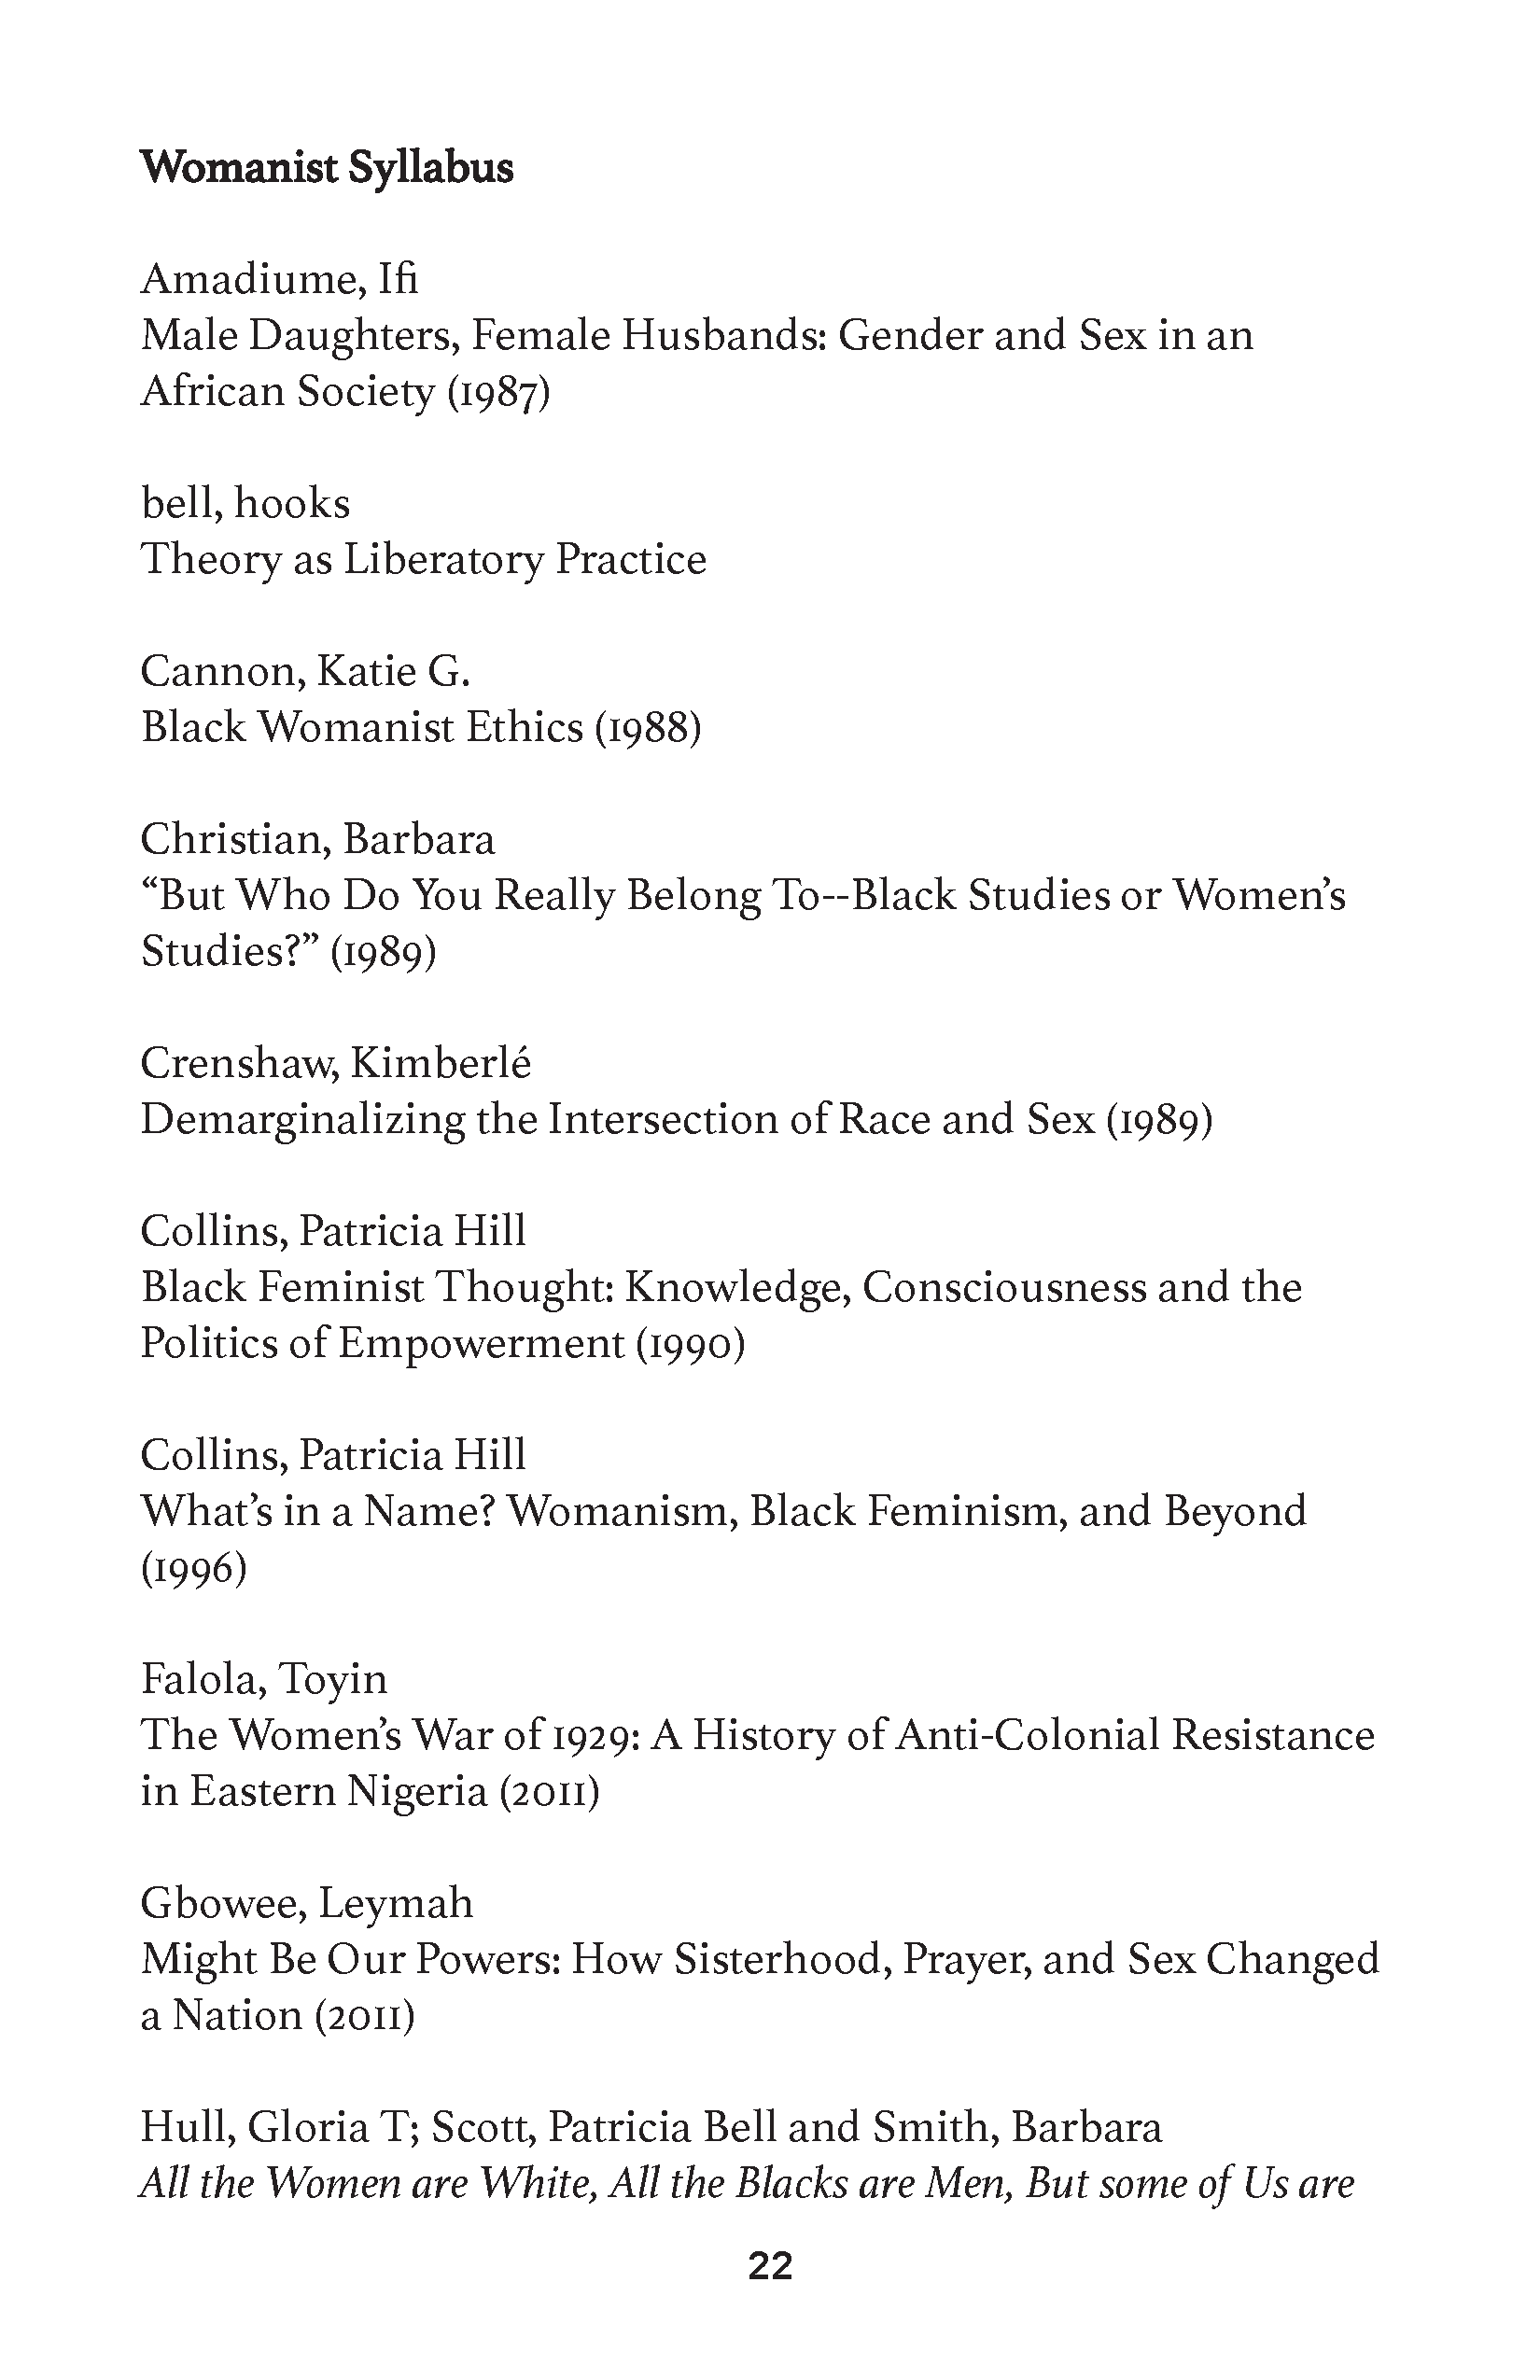 Womanist Syllabus
Amadiume, Ifi
Male Daughters, Female Husbands: Gender and Sex in an
African Society (1987)
bell, hooks
Theory as Liberatory Practice
Cannon, Katie G.
Black Womanist Ethics (1988)
Christian, Barbara
“But Who Do You Really Belong To--Black Studies or Women’s
Studies?” (1989)
Crenshaw, Kimberlé
Demarginalizing the Intersection of Race and Sex (1989)
Collins, Patricia Hill
Black Feminist Thought: Knowledge, Consciousness and the
Politics of Empowerment (1990)
Collins, Patricia Hill
What’s in a Name? Womanism, Black Feminism, and Beyond
(1996)
Falola, Toyin
The Women’s War of 1929: A History of Anti-Colonial Resistance
in Eastern Nigeria (2011)
Gbowee, Leymah
Might Be Our Powers: How Sisterhood, Prayer, and Sex Changed
a Nation (2011)
Hull, Gloria T; Scott, Patricia Bell and Smith, Barbara
All the Women are White, All the Blacks are Men, But some of Us are
22